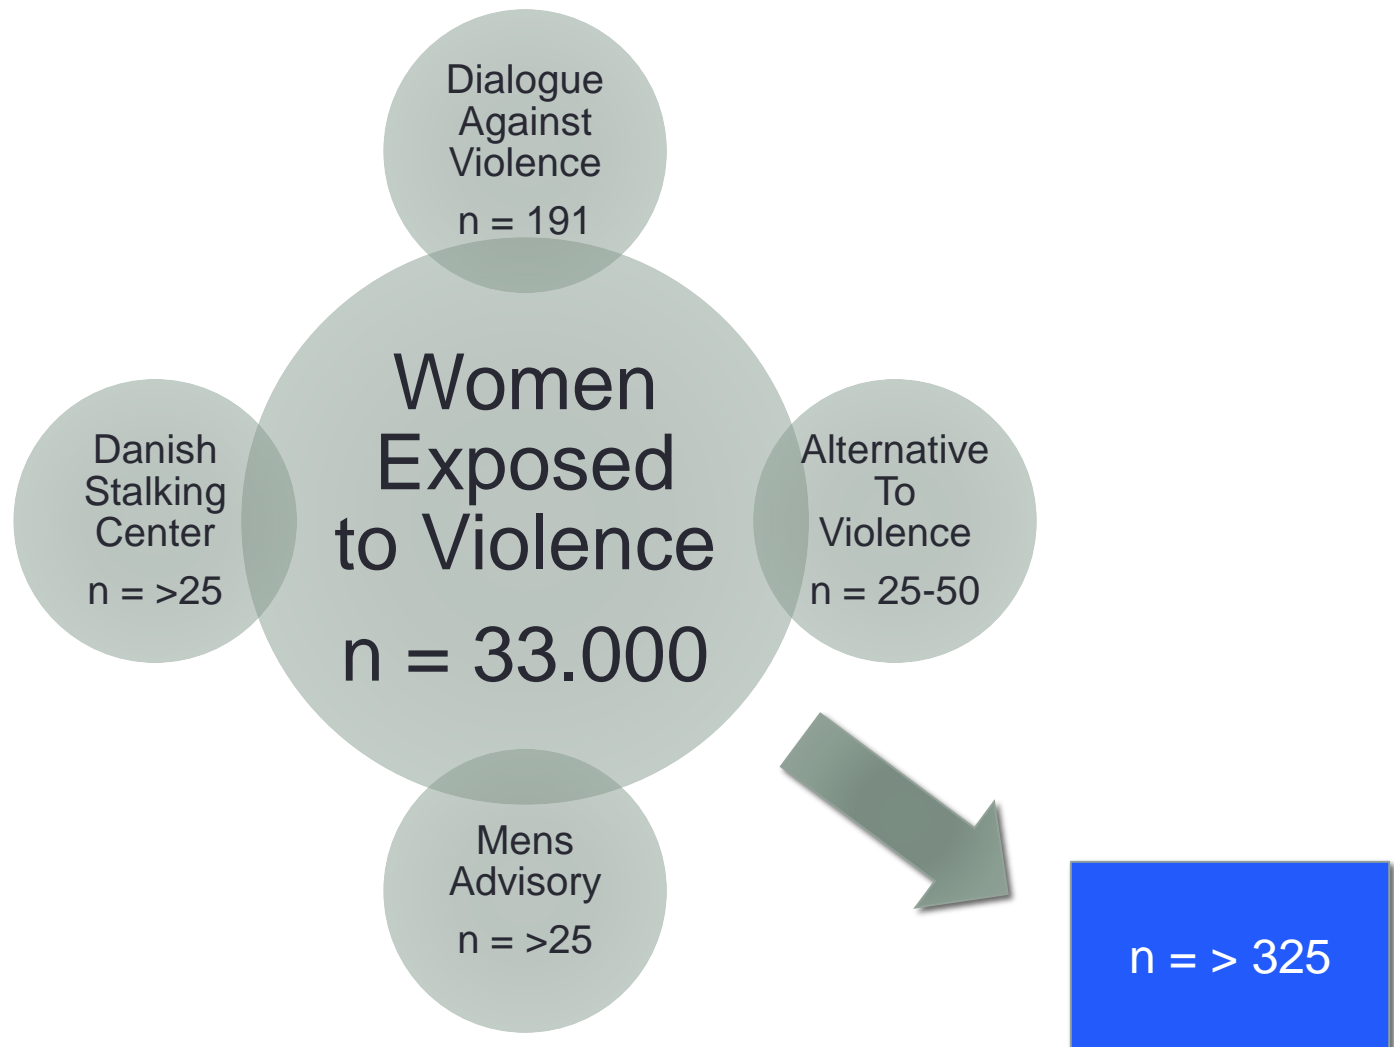 Dialogue
Against
Violence
n = 191
Women
Exposed
to Violence
n = 33.000
Danish
Stalking
Center
n = >25
Alternative
To
Violence
n = 25-50
Mens
Advisory
n = >25
n = > 325